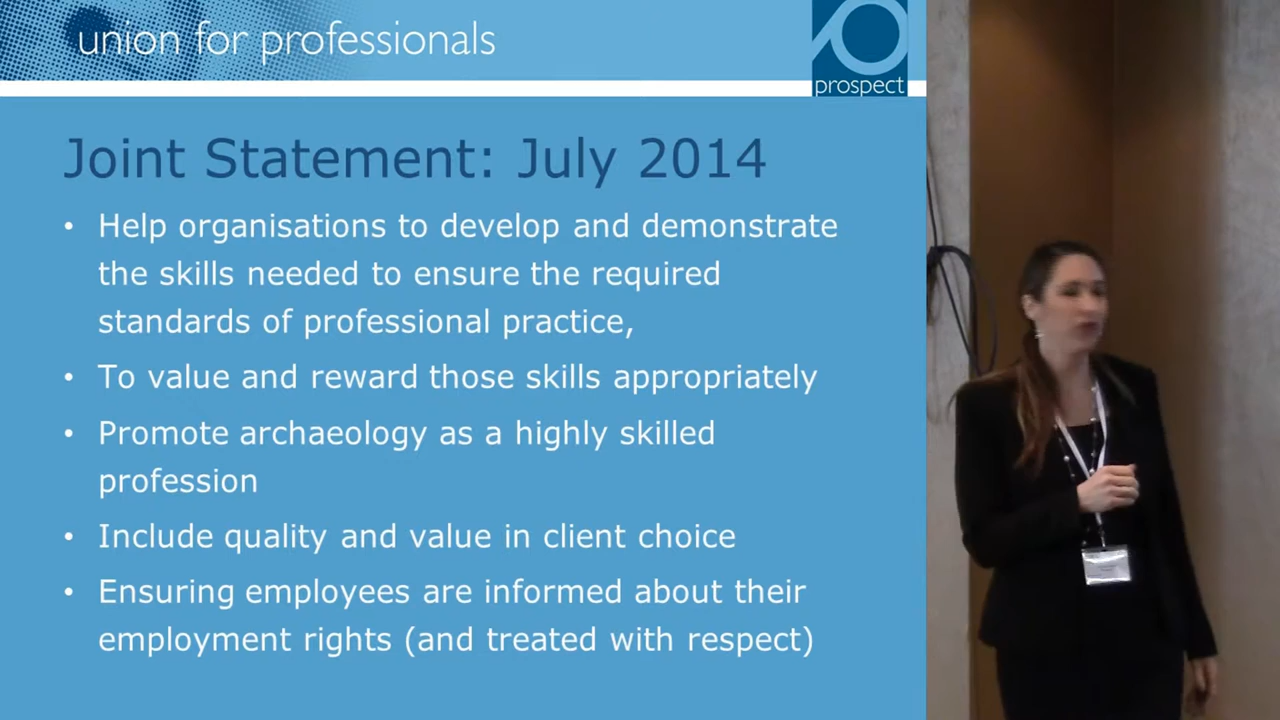 union for professionals
prospect
Joint Statement: July 2014
• Help organisations to develop and demonstrate
the skills needed to ensure the required
standards of professional practice,
• To value and reward those skills appropriately
• Promote archaeology as a highly skilled
profession
• Include quality and value in client choice
• Ensuring employees are informed about their
employment rights (and treated with respect)